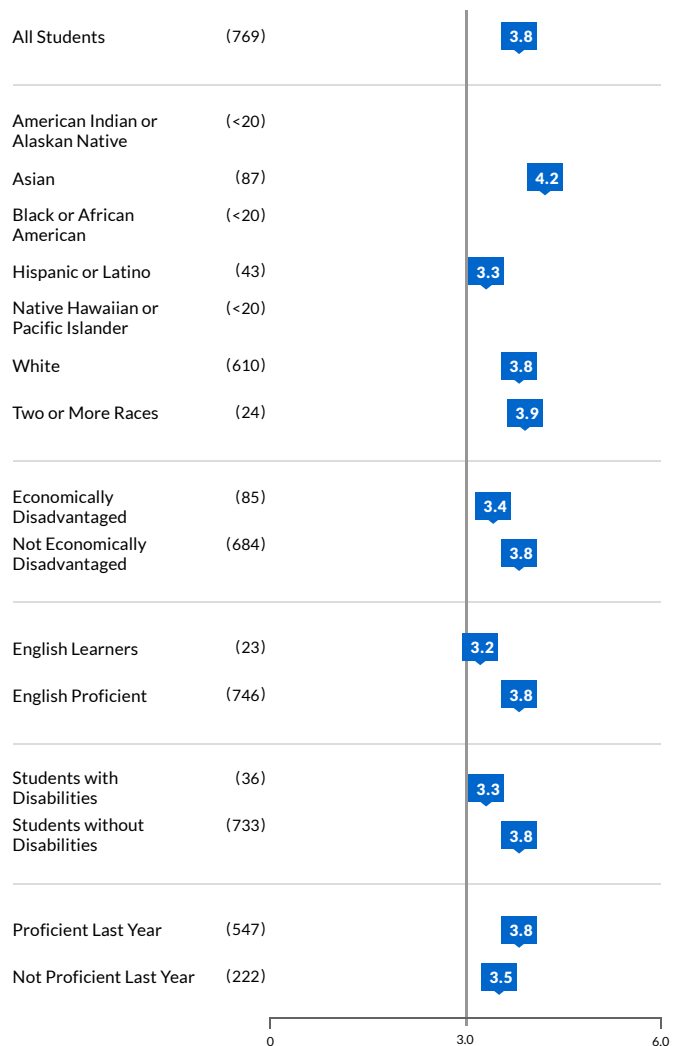 All Students (769) 3.8
American Indian or (<20)
Alaskan Native
Asian (87) 4.2
Black or African (<20)
American
Hispanic or Latino (43) 3.3
Native Hawaiian or (<20)
Pacific Islander
White (610) 3.8
Two or More Races (24) 3.9
Economically (85) 3.4
Disadvantaged
Not Economically (684) 3.8
Disadvantaged
English Learners (23) 3.2
English Proficient (746) 3.8
Students with (36) 3.3
Disabilities
Students without (733) 3.8
Disabilities
Proficient Last Year (547) 3.8
Not Proficient Last Year (222) 3.5
0 3.0 6.0